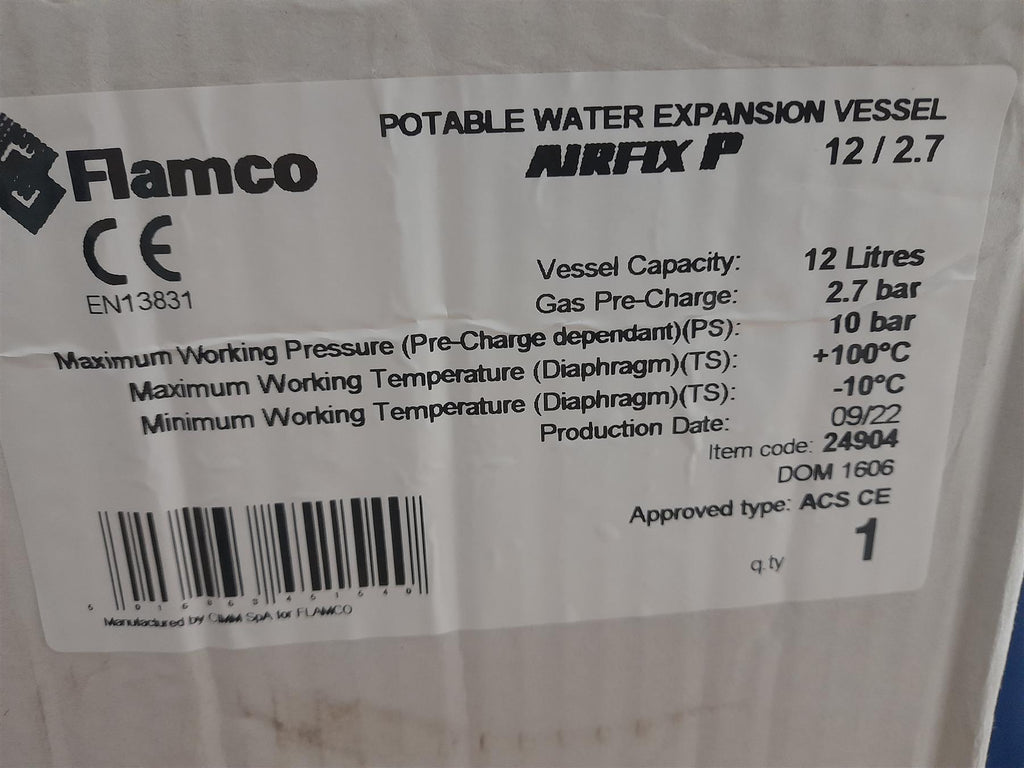 POTABLE WATER EXPANSION VESSEL
Flamco
AIRFIX P 12 / 2.7
CE
EN13831
Vessel Capacity: 12 Litres
Gas Pre-Charge: 2.7 bar
Maximum Working Pressure (Pre-Charge dependant)(PS): 10 bar
Maximum Working Temperature (Diaphragm)(TS): +100°C
Minimum Working Temperature (Diaphragm)(TS): -10°C
Production Date: 09/22
Item code: 24904
DOM 1606
Approved type: ACS CE
q.ty 1
Manufactured by CIMM SpA for FLAMCO